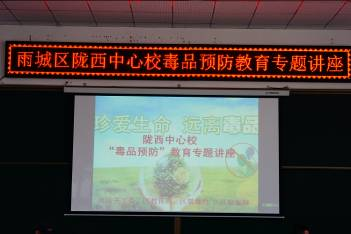 雨城区陇西中心校毒品预防教育专题讲座
珍爱生命 远离毒品
陇西中心校
“毒品预防”教育专题讲座